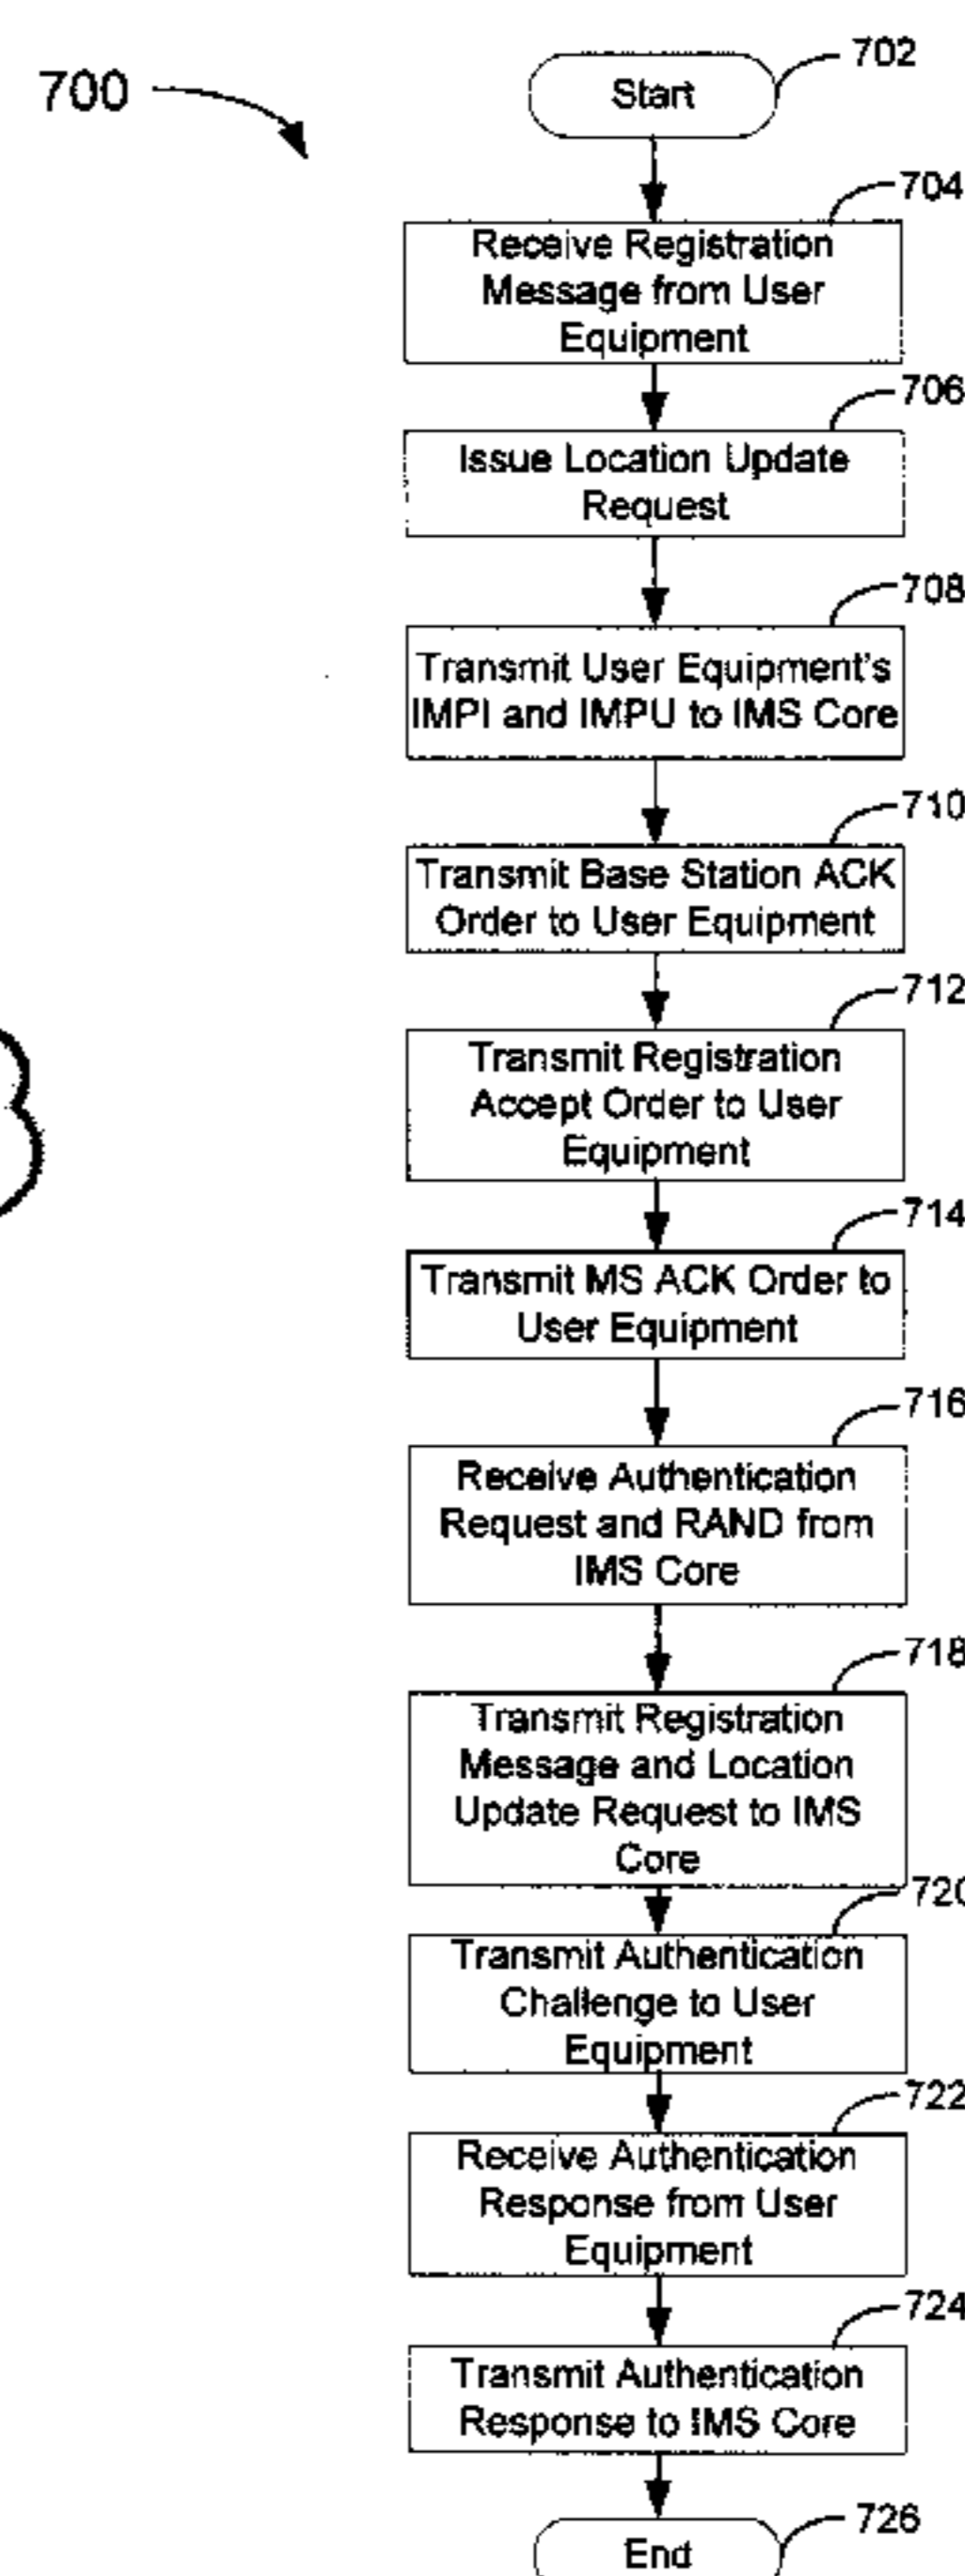 700
702
Start
704
Receive Registration
Message from User
Equipment
706
Issue Location Update
Request
708
Transmit User Equipment's
IMPI and IMPU to IMS Core
710
Transmit Base Station ACK
Order to User Equipment
712
Transmit Registration
Accept Order to User
Equipment
714
Transmit MS ACK Order to
User Equipment
716
Receive Authentication
Request and RAND from
IMS Core
718
Transmit Registration
Message and Location
Update Request to IMS
Core
720
Transmit Authentication
Challenge to User
Equipment
722
Receive Authentication
Response from User
Equipment
724
Transmit Authentication
Response to IMS Core
726
End